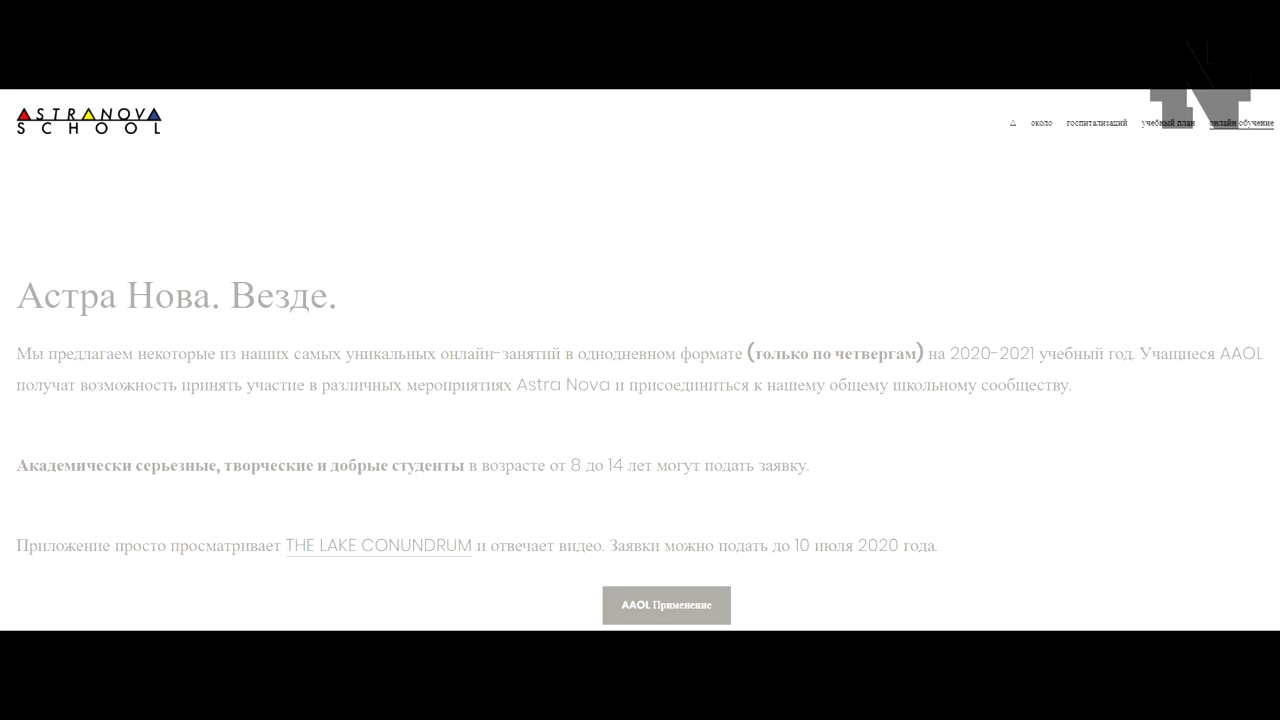 ASTRANOVA
SCHOOL
N
△ около госпитализаций учебный план онлайн обучение
Астра Нова. Везде.
Мы предлагаем некоторые из наших самых уникальных онлайн-занятий в однодневном формате (только по четвергам) на 2020-2021 учебный год. Учащиеся AAOL
получат возможность принять участие в различных мероприятиях Astra Nova и присоединиться к нашему общему школьному сообществу.
Академически серьезные, творческие и добрые студенты в возрасте от 8 до 14 лет могут подать заявку.
Приложение просто просматривает THE LAKE CONUNDRUM и отвечает видео. Заявки можно подать до 10 июля 2020 года.
AAOL Применение